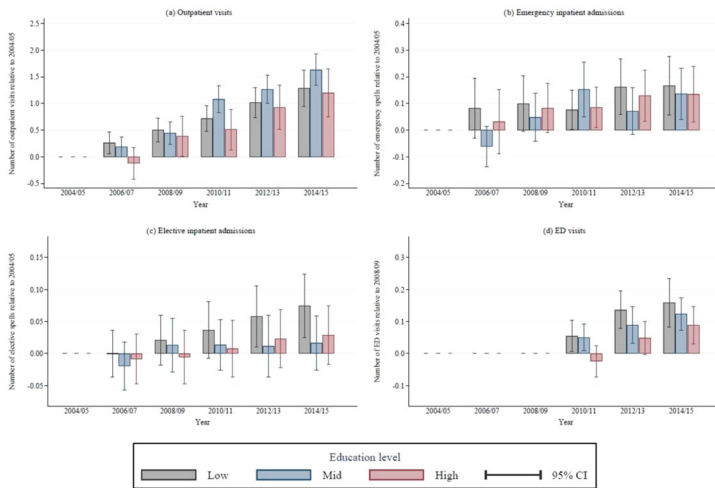 (a) Outpatient visits
Number of outpatient visits relative to 2004/05
2.5
2.0
1.5
1.0
0.5
0.0
-0.5
2004/05 2006/07 2008/09 2010/11 2012/13 2014/15
Year
(b) Emergency inpatient admissions
Number of emergency spells relative to 2004/05
0.4
0.3
0.2
0.1
0.0
-0.1
-0.2
2004/05 2006/07 2008/09 2010/11 2012/13 2014/15
Year
(c) Elective inpatient admissions
Number of elective spells relative to 2004/05
0.15
0.10
0.05
0.00
-0.05
2004/05 2006/07 2008/09 2010/11 2012/13 2014/15
Year
(d) ED visits
Number of ED visits relative to 2008/09
0.3
0.2
0.1
0.0
0.1
2004/05 2006/07 2008/09 2010/11 2012/13 2014/15
Year
Education level
Low Mid High 95% CI